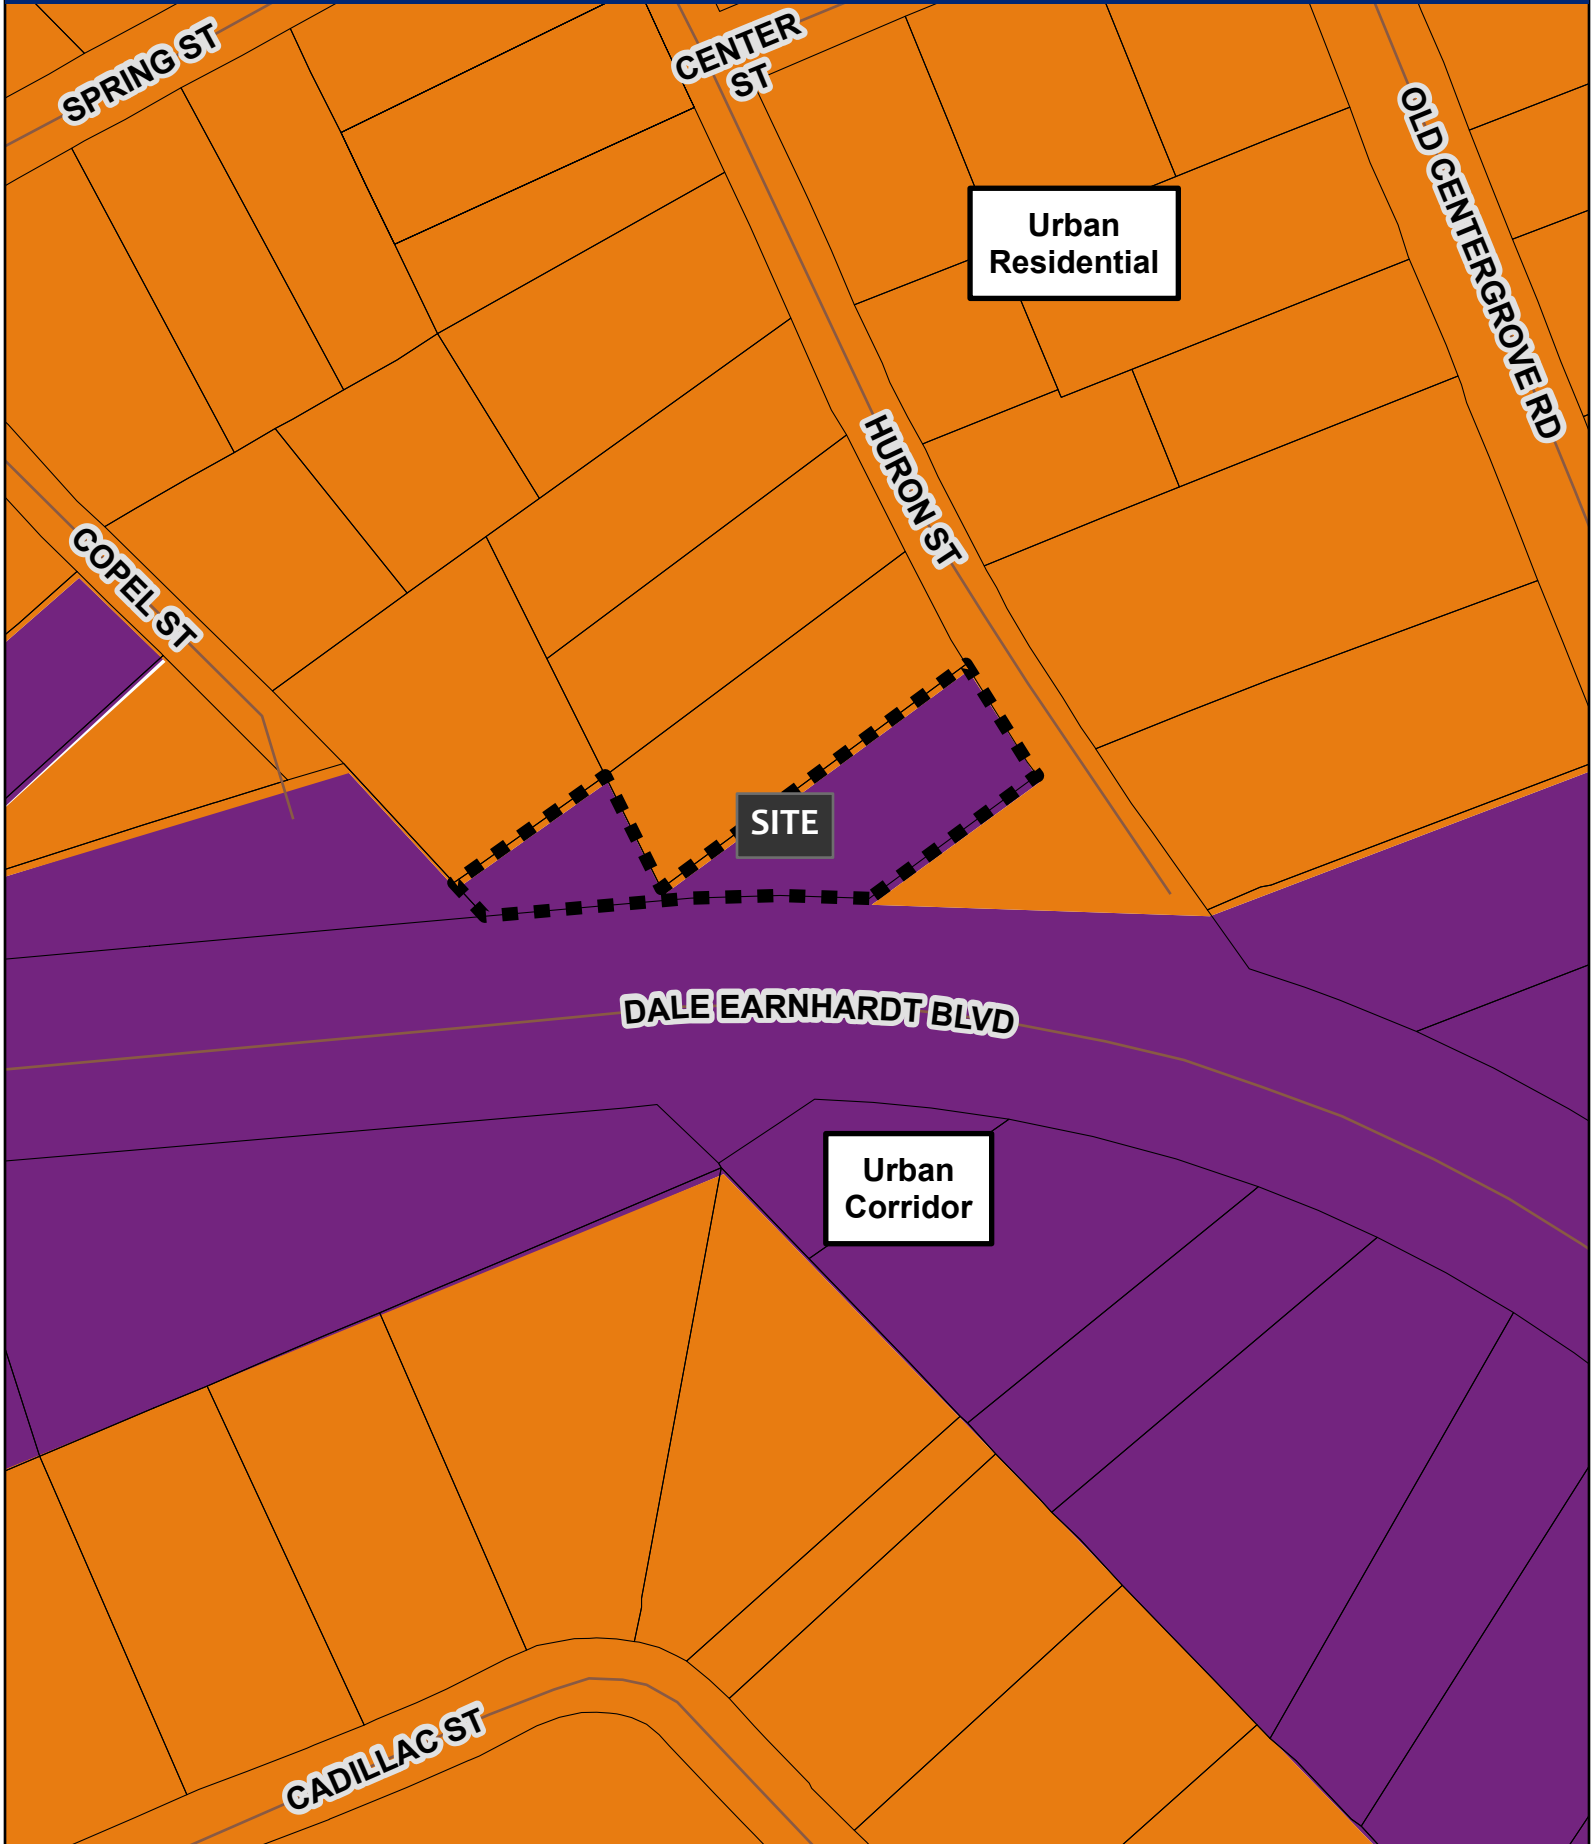 SPRING ST
CENTER
ST
OLD CENTERGROVE RD
Urban
Residential
HURON ST
COPEL ST
SITE
DALE EARNHARDT BLVD
Urban
Corridor
CADILLAC ST